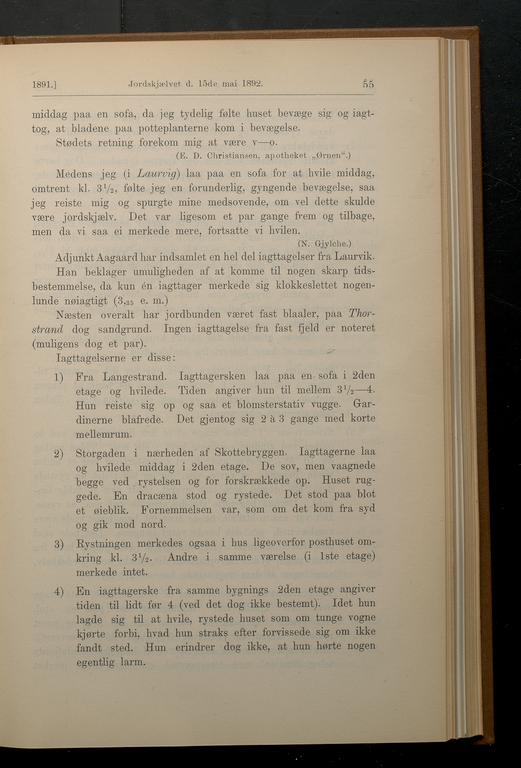 1891.] Jordskjælvet d. 15de mai 1892. 55
middag paa en sofa, da jeg tydelig følte huset bevæge sig og iagt-
tog, at bladene paa potteplanterne kom i bevægelse.
Stødets retning forekom mig at være v—o.
(E. D. Christiansen, apotheket „Ørnen“.)
Medens jeg (i Laurvig) laa paa en sofa for at hvile middag,
omtrent kl. 3½, følte jeg en forunderlig, gyngende bevægelse, saa
jeg reiste mig og spurgte mine medsovende, om vel dette skulde
være jordskjælv. Det var ligesom et par gange frem og tilbage,
men da vi saa ei merkede mere, fortsatte vi hvilen.
(N. Gjylche.)
Adjunkt Aagaard har indsamlet en hel del iagttagelser fra Laurvik.
Han beklager umuligheden af at komme til nogen skarp tids-
bestemmelse, da kun én iagttager merkede sig klokkeslettet nogen-
lunde nøiagtigt (3,35 e. m.)
Næsten overalt har jordbunden været fast blaaler, paa Thor-
strand dog sandgrund. Ingen iagttagelse fra fast fjeld er noteret
(muligens dog et par).
Iagttagelserne er disse:
1) Fra Langestrand. Iagttagersken laa paa en sofa i 2den
etage og hvilede. Tiden angiver hun til mellem 3½—4.
Hun reiste sig op og saa et blomsterstativ vugge. Gar-
dinerne blafrede. Det gjentog sig 2 à 3 gange med korte
mellemrum.
2) Storgaden i nærheden af Skottebryggen. Iagttagerne laa
og hvilede middag i 2den etage. De sov, men vaagnede
begge ved rystelsen og for forskrækkede op. Huset rug-
gede. En dracæna stod og rystede. Det stod paa blot
et øieblik. Fornemmelsen var, som om det kom fra syd
og gik mod nord.
3) Rystningen merkedes ogsaa i hus ligeoverfor posthuset om-
kring kl. 3½. Andre i samme værelse (i 1ste etage)
merkede intet.
4) En iagttagerske fra samme bygnings 2den etage angiver
tiden til lidt før 4 (ved det dog ikke bestemt). Idet hun
lagde sig til at hvile, rystede huset som om tunge vogne
kjørte forbi, hvad hun straks efter forvissede sig om ikke
fandt sted. Hun erindrer dog ikke, at hun hørte nogen
egentlig larm.